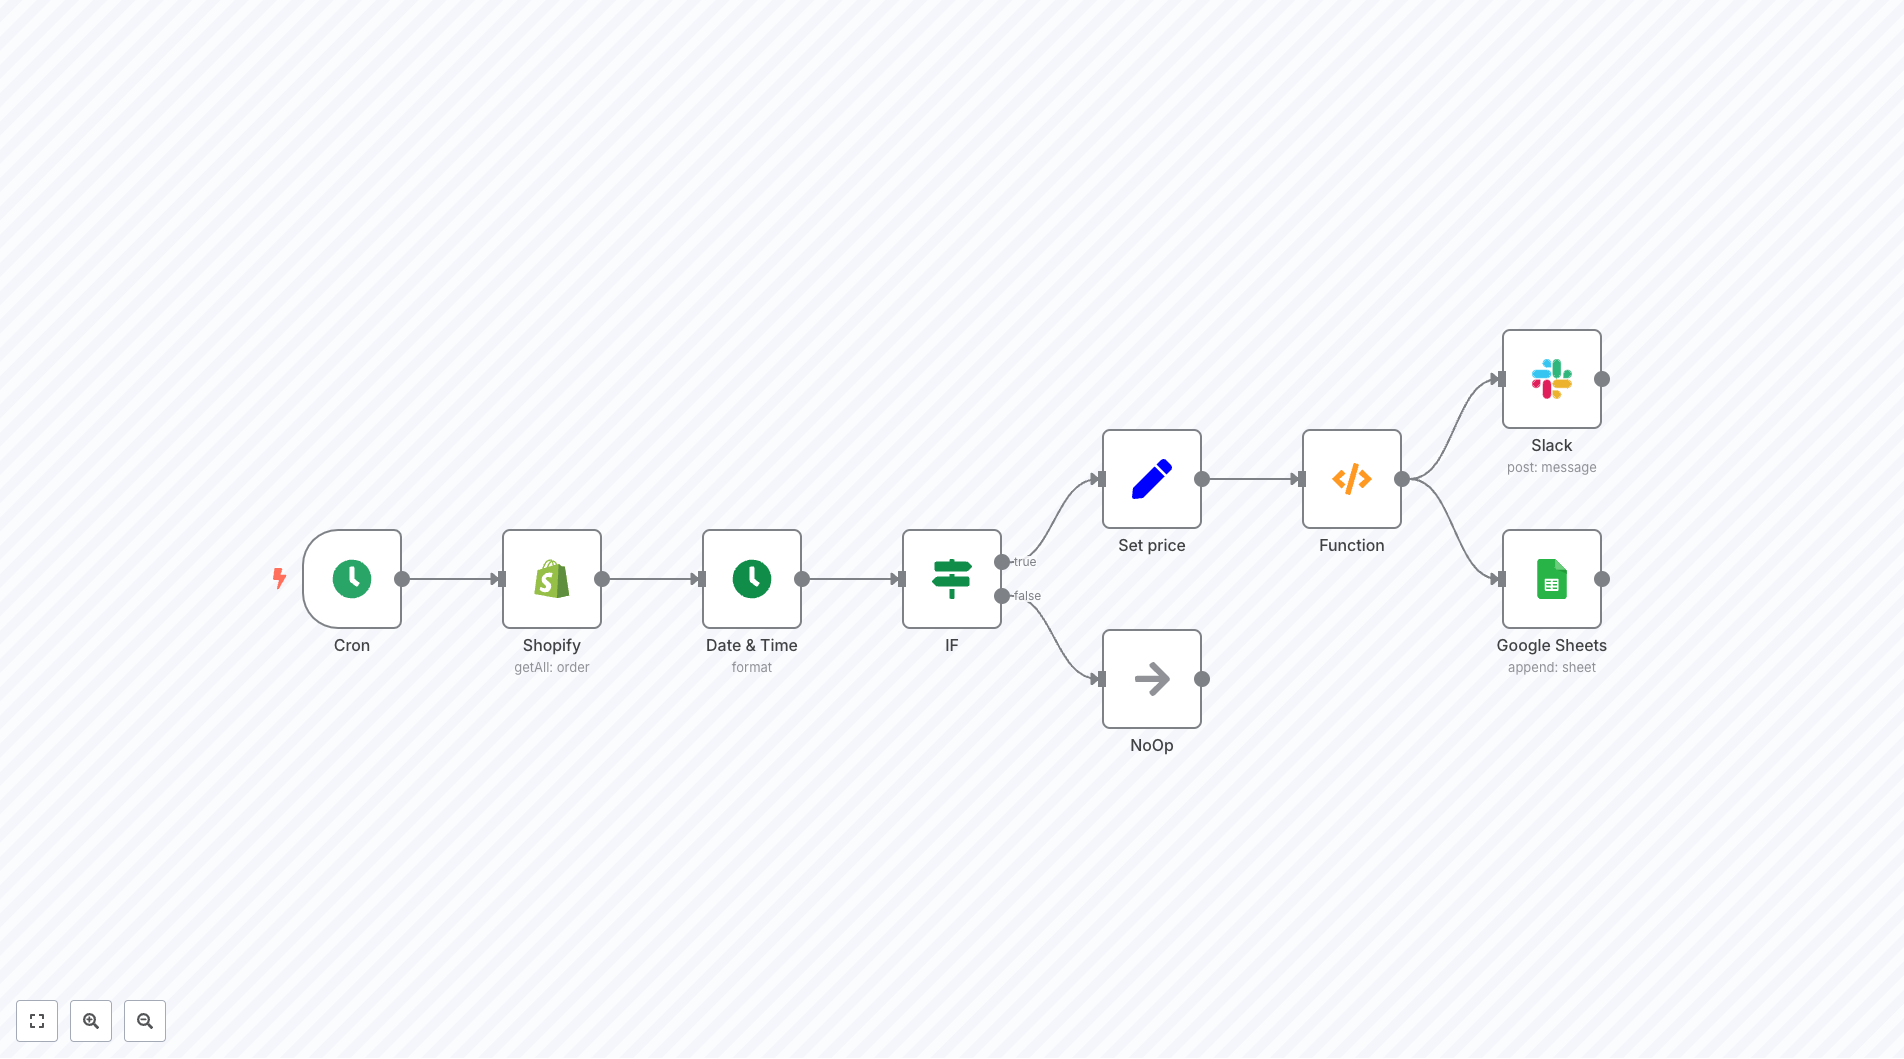 Cron
Shopify
getAll: order
Date & Time
format
IF
true
false
Set price
NoOp
Function
Slack
post: message
Google Sheets
append: sheet